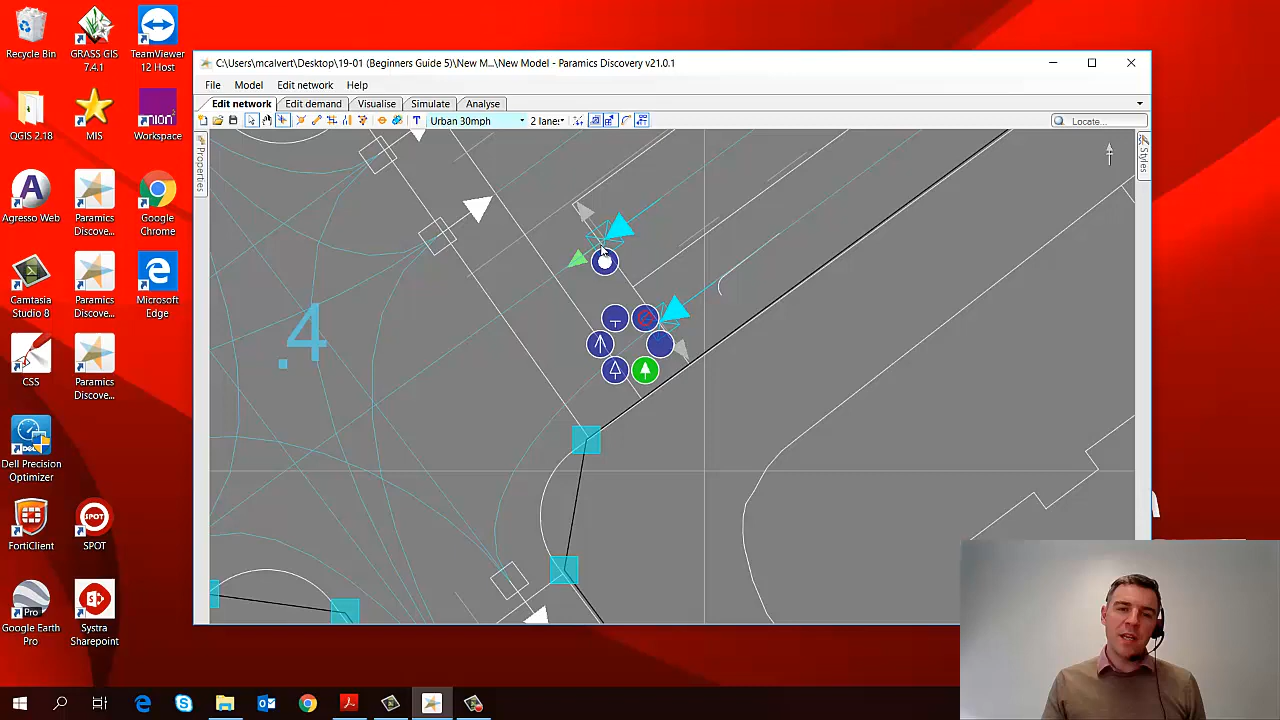 Recycle Bin
GRASS GIS
7.4.1
TeamViewer
12 Host
QGIS 2.18
MIS
nion
Workspace
Agresso Web
Paramics
Discove...
Google
Chrome
Camtasia
Studio 8
Paramics
Discove...
Microsoft
Edge
CSS
Paramics
Discove...
Dell Precision
Optimizer
FortiClient
SPOT
SPOT
Google Earth
Pro
Pro
Systra
Sharepoint
C:\Users\mcalvert\Desktop\19-01 (Beginners Guide 5)\New M...\New Model - Paramics Discovery v21.0.1
File Model Edit network Help
Edit network Edit demand Visualise Simulate Analyse
T Urban 30mph 2 lane: Locate...
Properties
Styles
.4